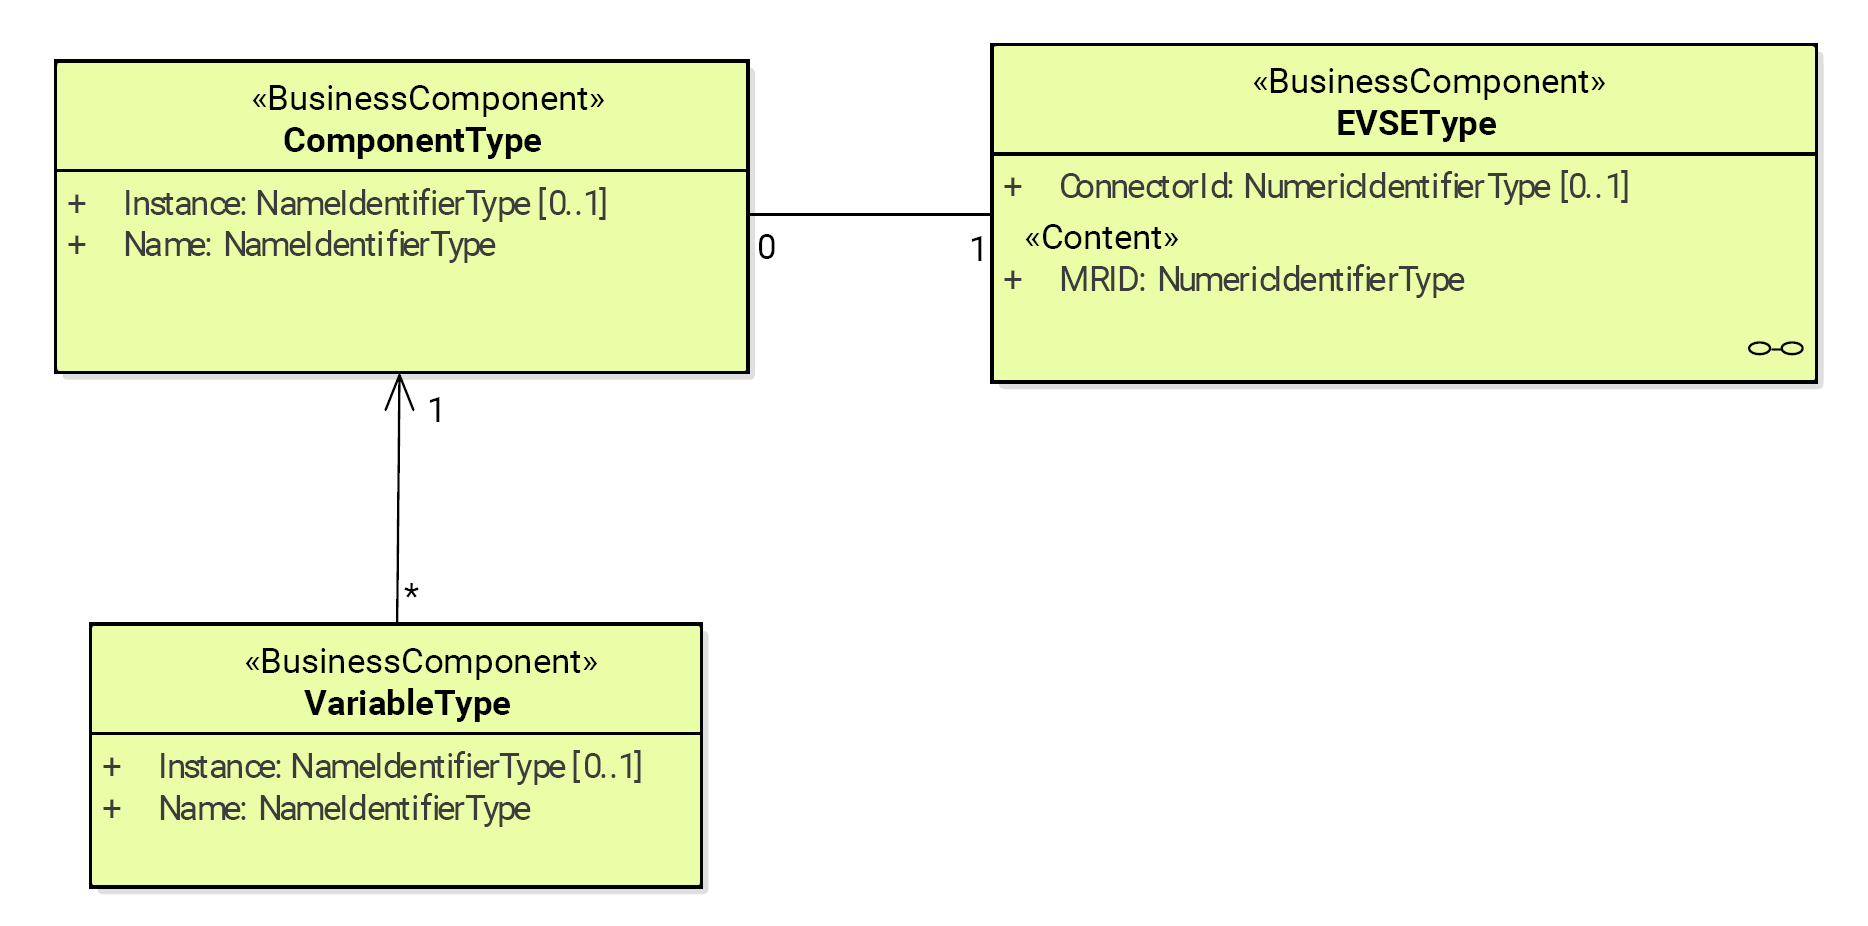 «BusinessComponent»
ComponentType
+ Instance: NameIdentifierType [0..1]
+ Name: NameIdentifierType
«BusinessComponent»
EVSEType
+ ConnectorId: NumericIdentifierType [0..1]
«Content»
+ MRID: NumericIdentifierType
0
1
1
*
«BusinessComponent»
VariableType
+ Instance: NameIdentifierType [0..1]
+ Name: NameIdentifierType